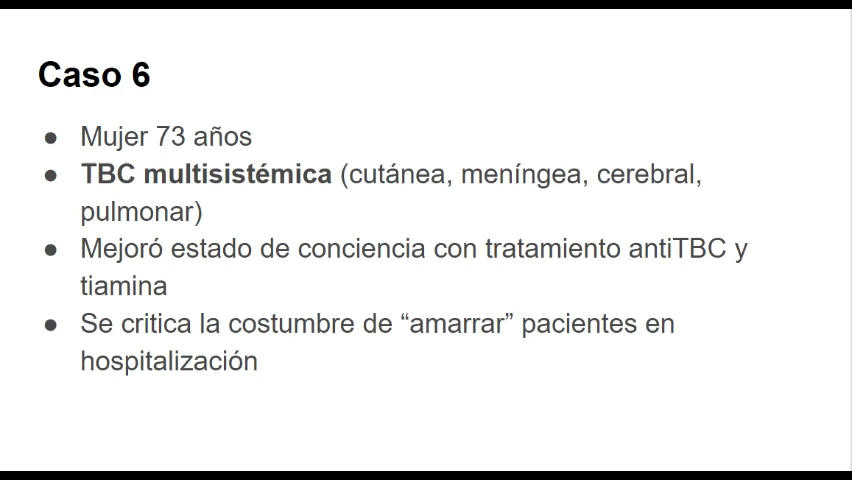 Caso 6
● Mujer 73 años
● TBC multisistémica (cutánea, meníngea, cerebral,
pulmonar)
● Mejoró estado de conciencia con tratamiento antiTBC y
tiamina
● Se critica la costumbre de “amarrar” pacientes en
hospitalización